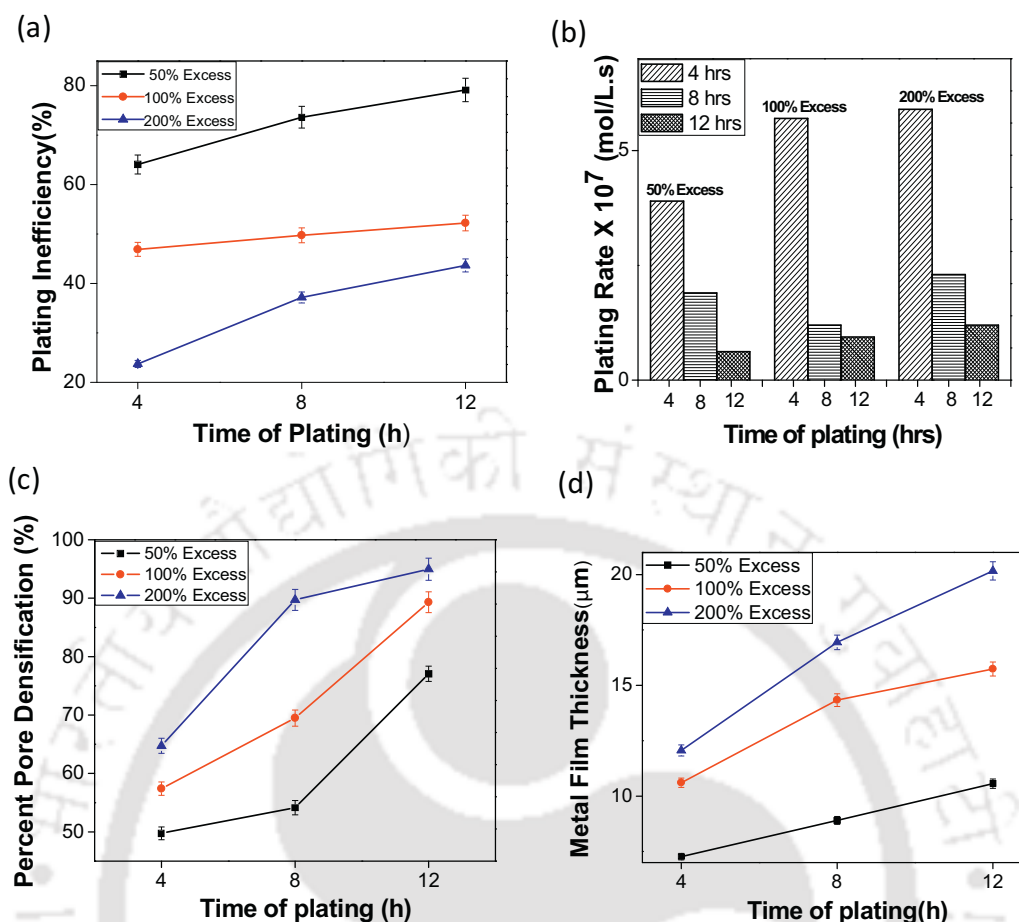 (a)
Plating Inefficiency(%)
80
60
40
20
50% Excess
100% Excess
200% Excess
4 8 12
Time of Plating (h)
(b)
Plating Rate X 10⁷ (mol/L.s)
5
0
4 hrs
8 hrs
12 hrs
50% Excess
100% Excess
200% Excess
4 8 12 4 8 12 4 8 12
Time of plating (hrs)
(c)
Percent Pore Densification (%)
100
90
80
70
60
50
50% Excess
100% Excess
200% Excess
4 8 12
Time of plating (h)
(d)
Metal Film Thickness(μm)
20
15
10
50% Excess
100% Excess
200% Excess
4 8 12
Time of plating(h)